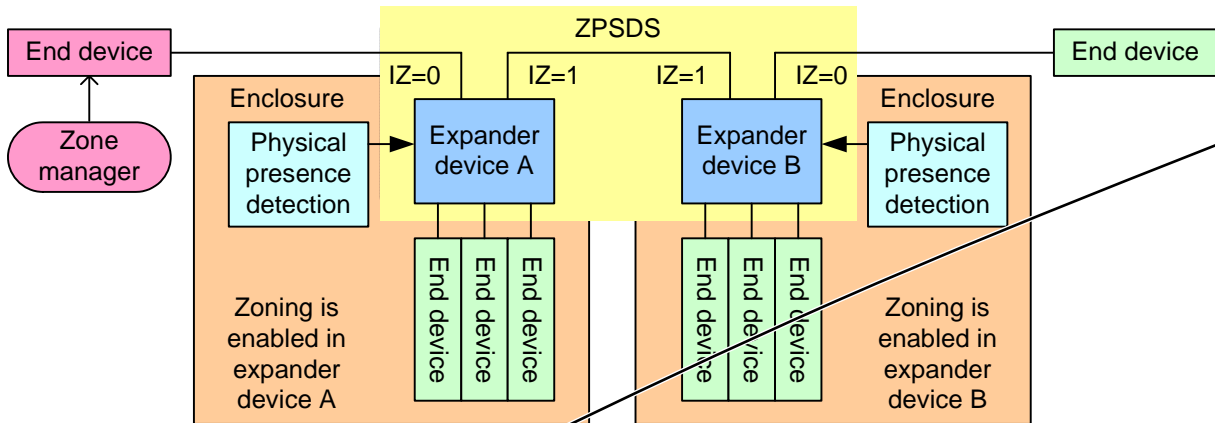 ZPSDS
End device
End device
IZ=0
IZ=1
IZ=1
IZ=0
Enclosure
Enclosure
Zone
manager
Physical
presence
detection
Expander
device A
Expander
device B
Physical
presence
detection
End device
End device
End device
End device
End device
End device
Zoning is
enabled in
expander
device A
Zoning is
enabled in
expander
device B